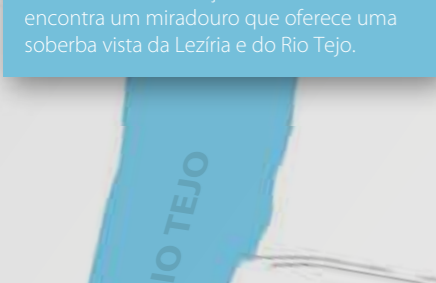 encontra um miradouro que oferece uma
soberba vista da Lezíria e do Rio Tejo.
IO TEJO